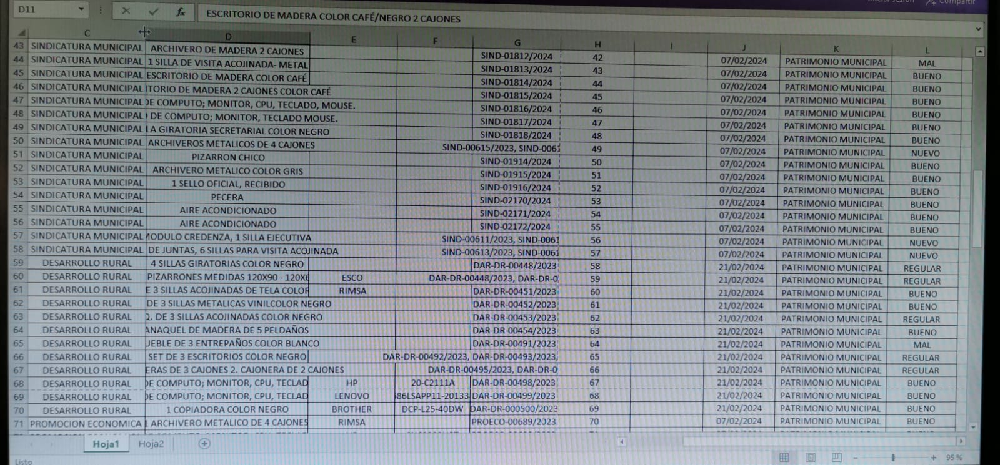 Compartir
D11 fx ESCRITORIO DE MADERA COLOR CAFÉ/NEGRO 2 CAJONES
C D E F G H I J K L
43 SINDICATURA MUNICIPAL ARCHIVERO DE MADERA 2 CAJONES SIND-01812/2024 42 07/02/2024 PATRIMONIO MUNICIPAL MAL
44 SINDICATURA MUNICIPAL 1 SILLA DE VISITA ACOJINADA- METAL SIND-01813/2024 43 07/02/2024 PATRIMONIO MUNICIPAL BUENO
45 SINDICATURA MUNICIPAL ESCRITORIO DE MADERA COLOR CAFÉ SIND-01814/2024 44 07/02/2024 PATRIMONIO MUNICIPAL BUENO
46 SINDICATURA MUNICIPAL TORIO DE MADERA 2 CAJONES COLOR CAFÉ SIND-01815/2024 45 07/02/2024 PATRIMONIO MUNICIPAL BUENO
47 SINDICATURA MUNICIPAL DE COMPUTO; MONITOR, CPU, TECLADO, MOUSE. SIND-01816/2024 46 07/02/2024 PATRIMONIO MUNICIPAL BUENO
48 SINDICATURA MUNICIPAL DE COMPUTO; MONITOR, TECLADO MOUSE. SIND-01817/2024 47 07/02/2024 PATRIMONIO MUNICIPAL BUENO
49 SINDICATURA MUNICIPAL LA GIRATORIA SECRETARIAL COLOR NEGRO SIND-01818/2024 48 07/02/2024 PATRIMONIO MUNICIPAL BUENO
50 SINDICATURA MUNICIPAL ARCHIVEROS METALICOS DE 4 CAJONES SIND-00615/2023, SIND-0061 49 07/02/2024 PATRIMONIO MUNICIPAL NUEVO
51 SINDICATURA MUNICIPAL PIZARRON CHICO SIND-01914/2024 50 07/02/2024 PATRIMONIO MUNICIPAL BUENO
52 SINDICATURA MUNICIPAL ARCHIVERO METALICO COLOR GRIS SIND-01915/2024 51 07/02/2024 PATRIMONIO MUNICIPAL BUENO
53 SINDICATURA MUNICIPAL 1 SELLO OFICIAL, RECIBIDO SIND-01916/2024 52 07/02/2024 PATRIMONIO MUNICIPAL BUENO
54 SINDICATURA MUNICIPAL PECERA SIND-02170/2024 53 07/02/2024 PATRIMONIO MUNICIPAL BUENO
55 SINDICATURA MUNICIPAL AIRE ACONDICIONADO SIND-02171/2024 54 07/02/2024 PATRIMONIO MUNICIPAL BUENO
56 SINDICATURA MUNICIPAL AIRE ACONDICIONADO SIND-02172/2024 55 07/02/2024 PATRIMONIO MUNICIPAL BUENO
57 SINDICATURA MUNICIPAL MODULO CREDENZA, 1 SILLA EJECUTIVA SIND-00611/2023, SIND-0061 56 07/02/2024 PATRIMONIO MUNICIPAL NUEVO
58 SINDICATURA MUNICIPAL DE JUNTAS, 6 SILLAS PARA VISITA ACOJINADA SIND-00613/2023, SIND-0061 57 07/02/2024 PATRIMONIO MUNICIPAL NUEVO
59 DESARROLLO RURAL 4 SILLAS GIRATORIAS COLOR NEGRO DAR-DR-00448/2023 58 21/02/2024 PATRIMONIO MUNICIPAL REGULAR
60 DESARROLLO RURAL PIZARRONES MEDIDAS 120X90 - 120X6 ESCO DAR-DR-00448/2023, DAR-DR-0 59 21/02/2024 PATRIMONIO MUNICIPAL REGULAR
61 DESARROLLO RURAL E 3 SILLAS ACOJINADAS DE TELA COLOR RIMSA DAR-DR-00451/2023 60 21/02/2024 PATRIMONIO MUNICIPAL BUENO
62 DESARROLLO RURAL DE 3 SILLAS METALICAS VINILCOLOR NEGRO DAR-DR-00452/2023 61 21/02/2024 PATRIMONIO MUNICIPAL BUENO
63 DESARROLLO RURAL Q. DE 3 SILLAS ACOJINADAS COLOR NEGRO DAR-DR-00453/2023 62 21/02/2024 PATRIMONIO MUNICIPAL REGULAR
64 DESARROLLO RURAL ANAQUEL DE MADERA DE 5 PELDAÑOS DAR-DR-00454/2023 63 21/02/2024 PATRIMONIO MUNICIPAL BUENO
65 DESARROLLO RURAL UEBLE DE 3 ENTREPAÑOS COLOR BLANCO DAR-DR-00491/2023 64 21/02/2024 PATRIMONIO MUNICIPAL MAL
66 DESARROLLO RURAL SET DE 3 ESCRITORIOS COLOR NEGRO DAR-DR-00492/2023, DAR-DR-00493/2023, 65 21/02/2024 PATRIMONIO MUNICIPAL REGULAR
67 DESARROLLO RURAL ERAS DE 3 CAJONES 2. CAJONERA DE 2 CAJONES DAR-DR-00495/2023, DAR-DR-0 66 21/02/2024 PATRIMONIO MUNICIPAL REGULAR
68 DESARROLLO RURAL DE COMPUTO; MONITOR, CPU, TECLAD HP 20-C2111A DAR-DR-00498/2023 67 21/02/2024 PATRIMONIO MUNICIPAL BUENO
69 DESARROLLO RURAL DE COMPUTO; MONITOR, CPU, TECLAD LENOVO 86LSAPP11-20133 DAR-DR-00499/2023 68 21/02/2024 PATRIMONIO MUNICIPAL BUENO
70 DESARROLLO RURAL 1 COPIADORA COLOR NEGRO BROTHER DCP-L25-40DW DAR-DR-000500/2023 69 21/02/2024 PATRIMONIO MUNICIPAL BUENO
71 PROMOCION ECONOMICA 1 ARCHIVERO METALICO DE 4 CAJONES RIMSA PROECO-00689/2023 70 07/02/2024 PATRIMONIO MUNICIPAL BUENO
Hoja1 Hoja2
Listo 95 %